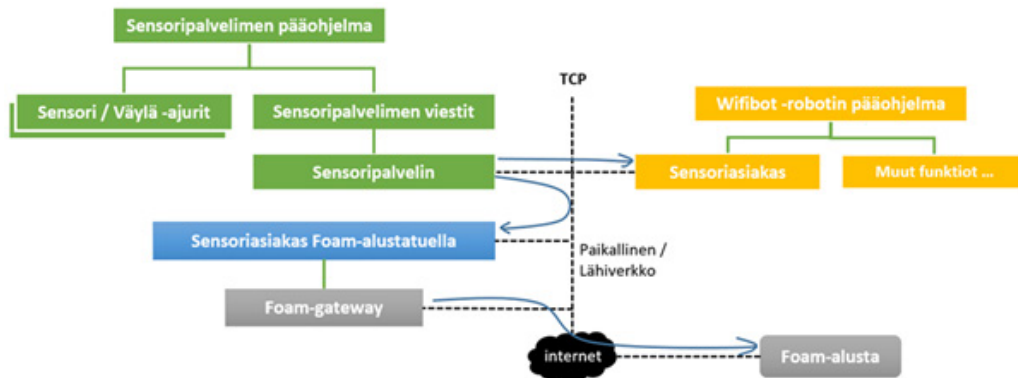 Sensoripalvelimen pääohjelma
TCP
Sensori / Väylä -ajurit
Sensoripalvelimen viestit
Wifibot -robotin pääohjelma
Sensoripalvelin
Sensoriasiakas
Muut funktiot ...
Sensoriasiakas Foam-alustatuella
Paikallinen /
Lähiverkko
Foam-gateway
internet
Foam-alusta